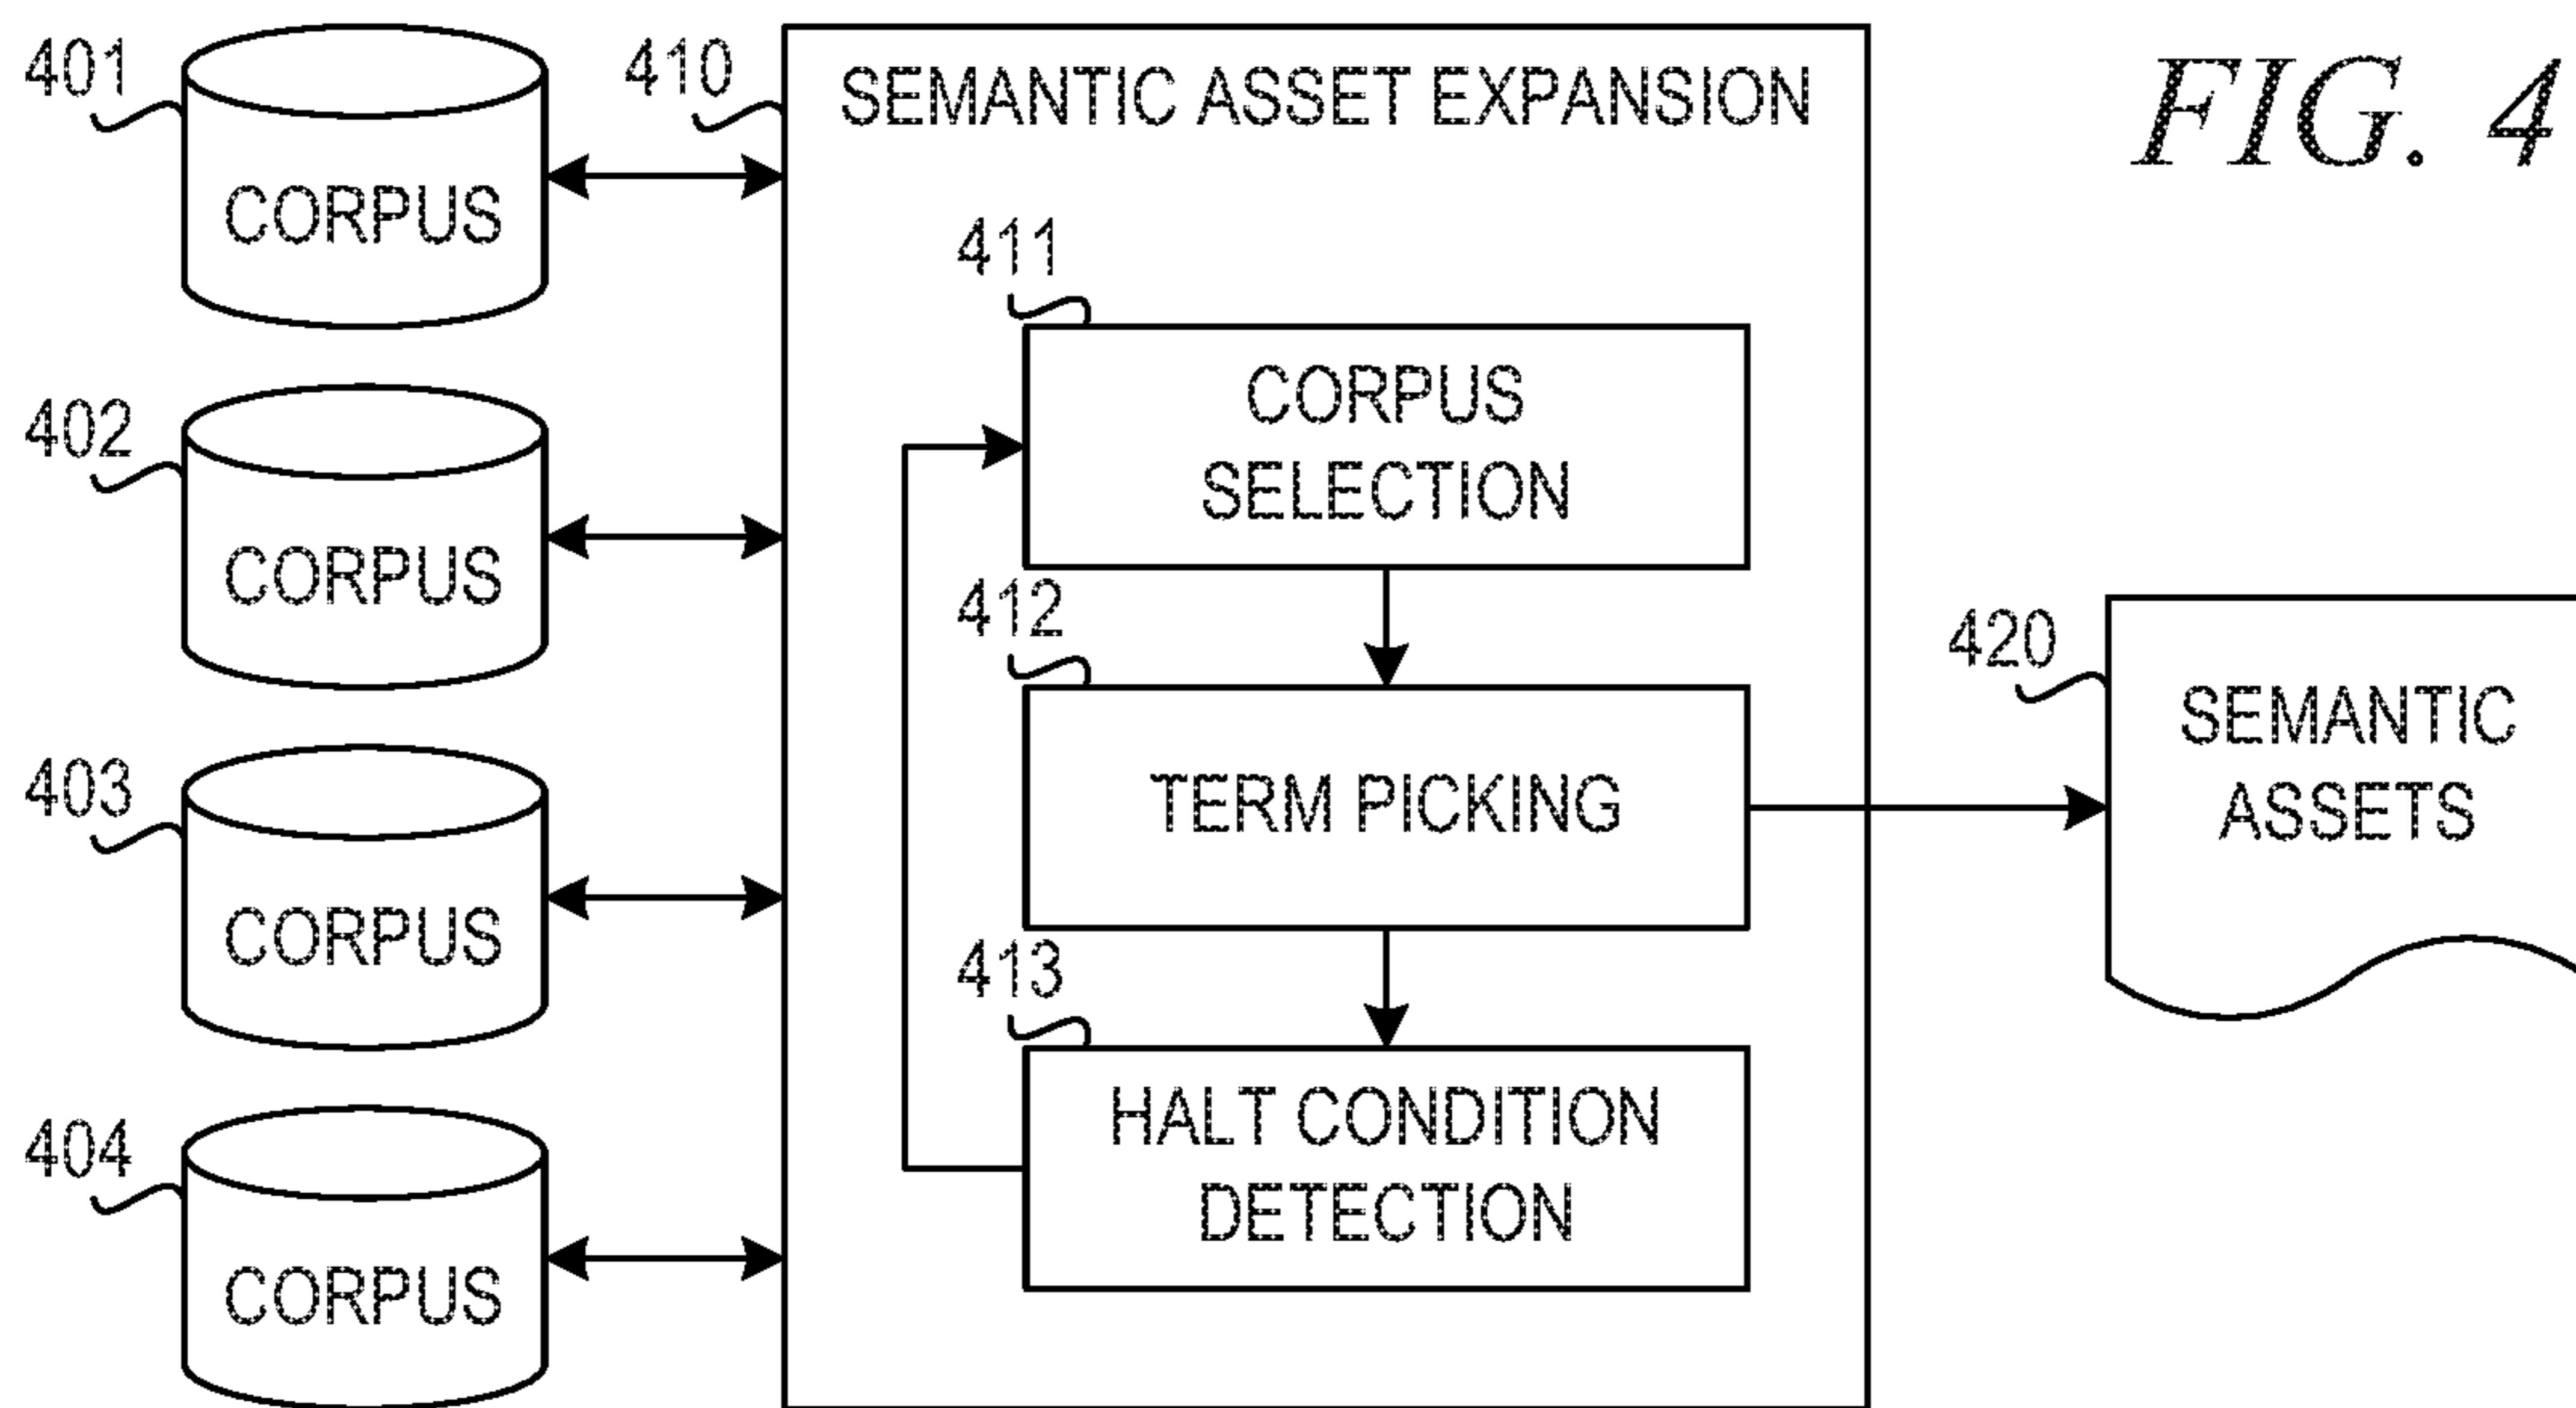 FIG. 4
401
CORPUS
402
CORPUS
403
CORPUS
404
CORPUS
410
SEMANTIC ASSET EXPANSION
411
CORPUS
SELECTION
412
TERM PICKING
413
HALT CONDITION
DETECTION
420
SEMANTIC
ASSETS